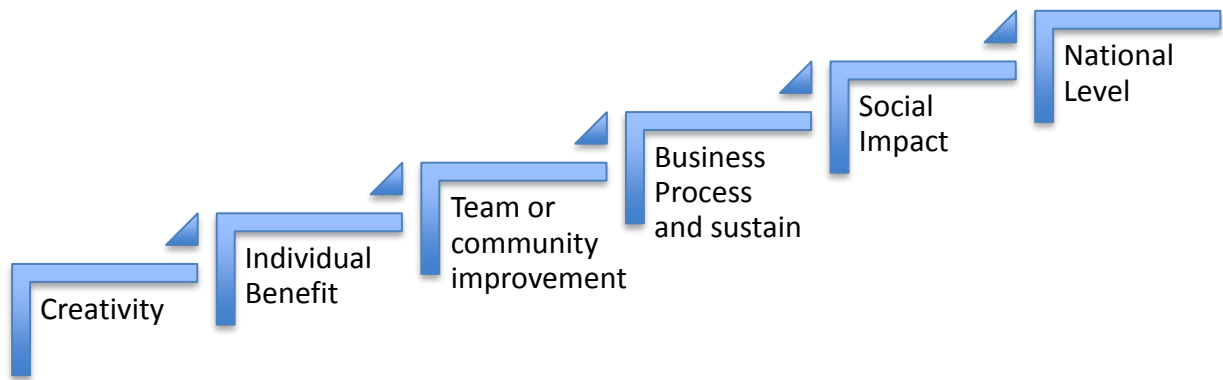 Creativity
Individual
Benefit
Team or
community
improvement
Business
Process
and sustain
Social
Impact
National
Level